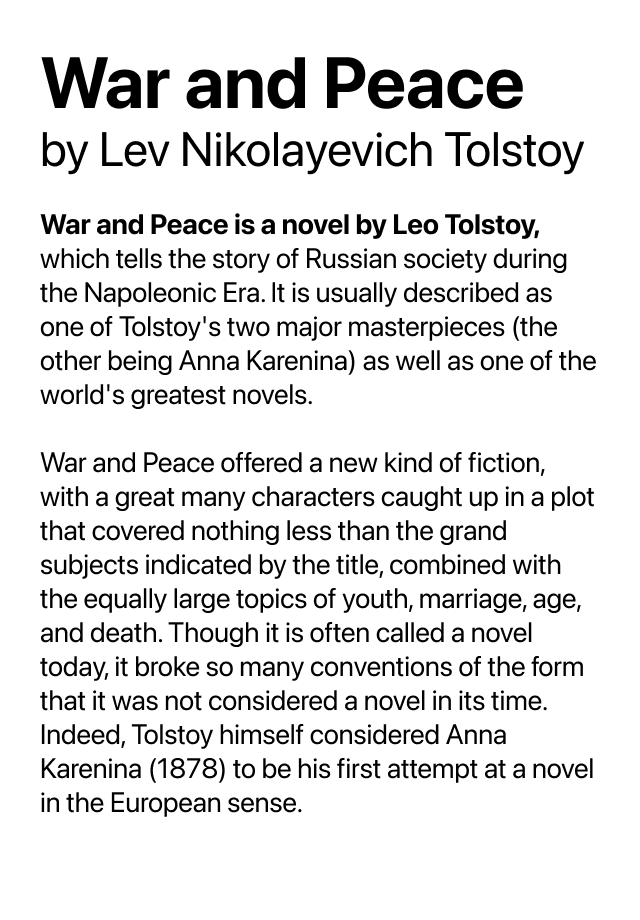 War and Peace
by Lev Nikolayevich Tolstoy
War and Peace is a novel by Leo Tolstoy,
which tells the story of Russian society during
the Napoleonic Era. It is usually described as
one of Tolstoy's two major masterpieces (the
other being Anna Karenina) as well as one of the
world's greatest novels.
War and Peace offered a new kind of fiction,
with a great many characters caught up in a plot
that covered nothing less than the grand
subjects indicated by the title, combined with
the equally large topics of youth, marriage, age,
and death. Though it is often called a novel
today, it broke so many conventions of the form
that it was not considered a novel in its time.
Indeed, Tolstoy himself considered Anna
Karenina (1878) to be his first attempt at a novel
in the European sense.